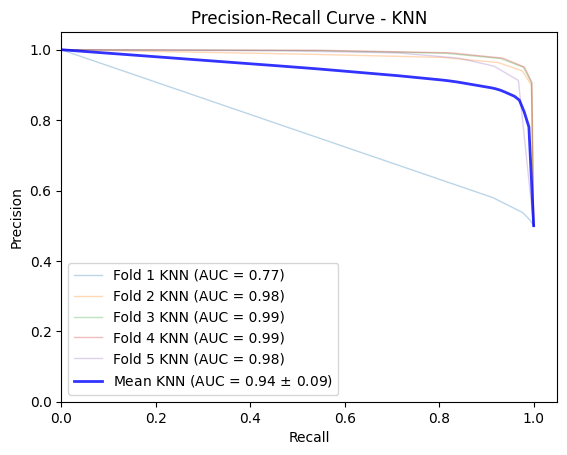 Precision-Recall Curve - KNN
1.0
0.8
0.6
0.4
0.2
0.0
Precision
Fold 1 KNN (AUC = 0.77)
Fold 2 KNN (AUC = 0.98)
Fold 3 KNN (AUC = 0.99)
Fold 4 KNN (AUC = 0.99)
Fold 5 KNN (AUC = 0.98)
Mean KNN (AUC = 0.94 ± 0.09)
0.0 0.2 0.4 0.6 0.8 1.0
Recall